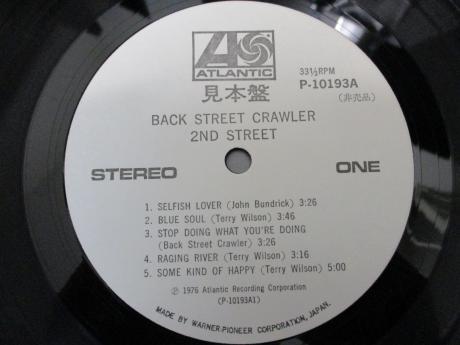 ATLANTIC
33⅓RPM
見本盤
P-10193A
(非売品)
BACK STREET CRAWLER
2ND STREET
STEREO
ONE
1. SELFISH LOVER (John Bundrick) 3:26
2. BLUE SOUL (Terry Wilson) 3:46
3. STOP DOING WHAT YOU'RE DOING
(Back Street Crawler) 3:26
4. RAGING RIVER (Terry Wilson) 3:16
5. SOME KIND OF HAPPY (Terry Wilson) 5:00
Ⓟ 1976 Atlantic Recording Corporation
(P-10193A1)
MADE BY WARNER-PIONEER CORPORATION, JAPAN.